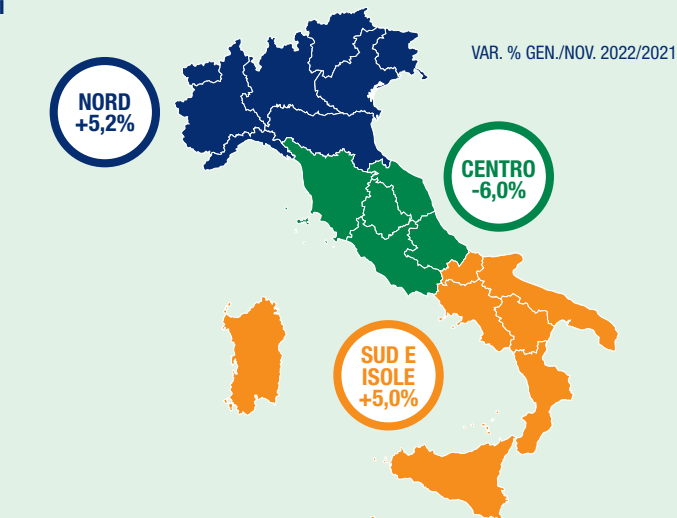 VAR. % GEN./NOV. 2022/2021
NORD
+5,2%
CENTRO
-6,0%
SUD E
ISOLE
+5,0%